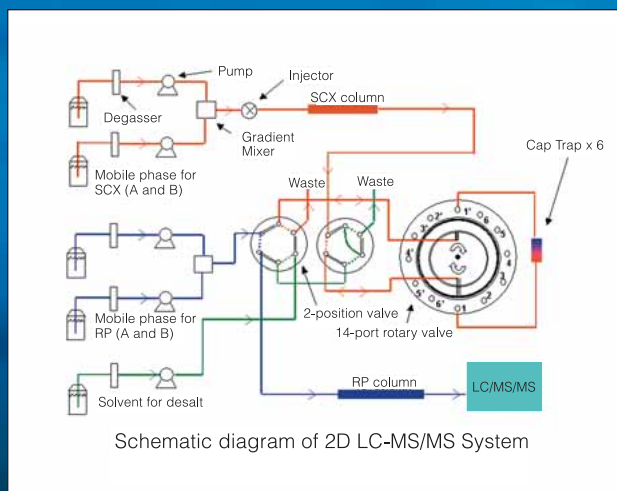 Pump
Injector
SCX column
Degasser
Gradient
Mixer
Cap Trap x 6
Mobile phase for
SCX (A and B)
Waste
Waste
1'
2'
3'
4'
5'
6'
6
5
4
3
2
1
2-position valve
14-port rotary valve
Mobile phase for
RP (A and B)
Solvent for desalt
RP column
LC/MS/MS
Schematic diagram of 2D LC-MS/MS System